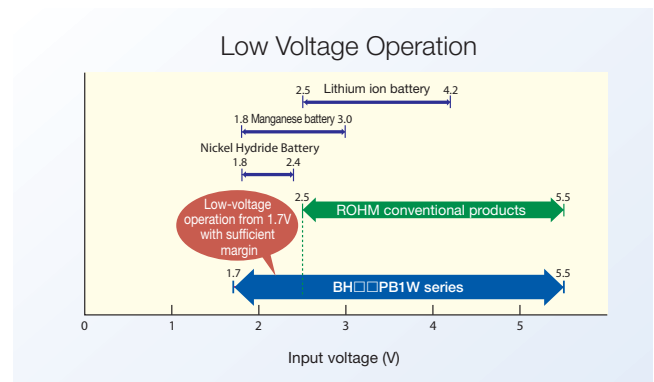 Low Voltage Operation
2.5 Lithium ion battery 4.2
1.8 Manganese battery 3.0
Nickel Hydride Battery
1.8 2.4
2.5 5.5
ROHM conventional products
Low-voltage
operation from 1.7V
with sufficient
margin
1.7 5.5
BH□□PB1W series
0 1 2 3 4 5
Input voltage (V)